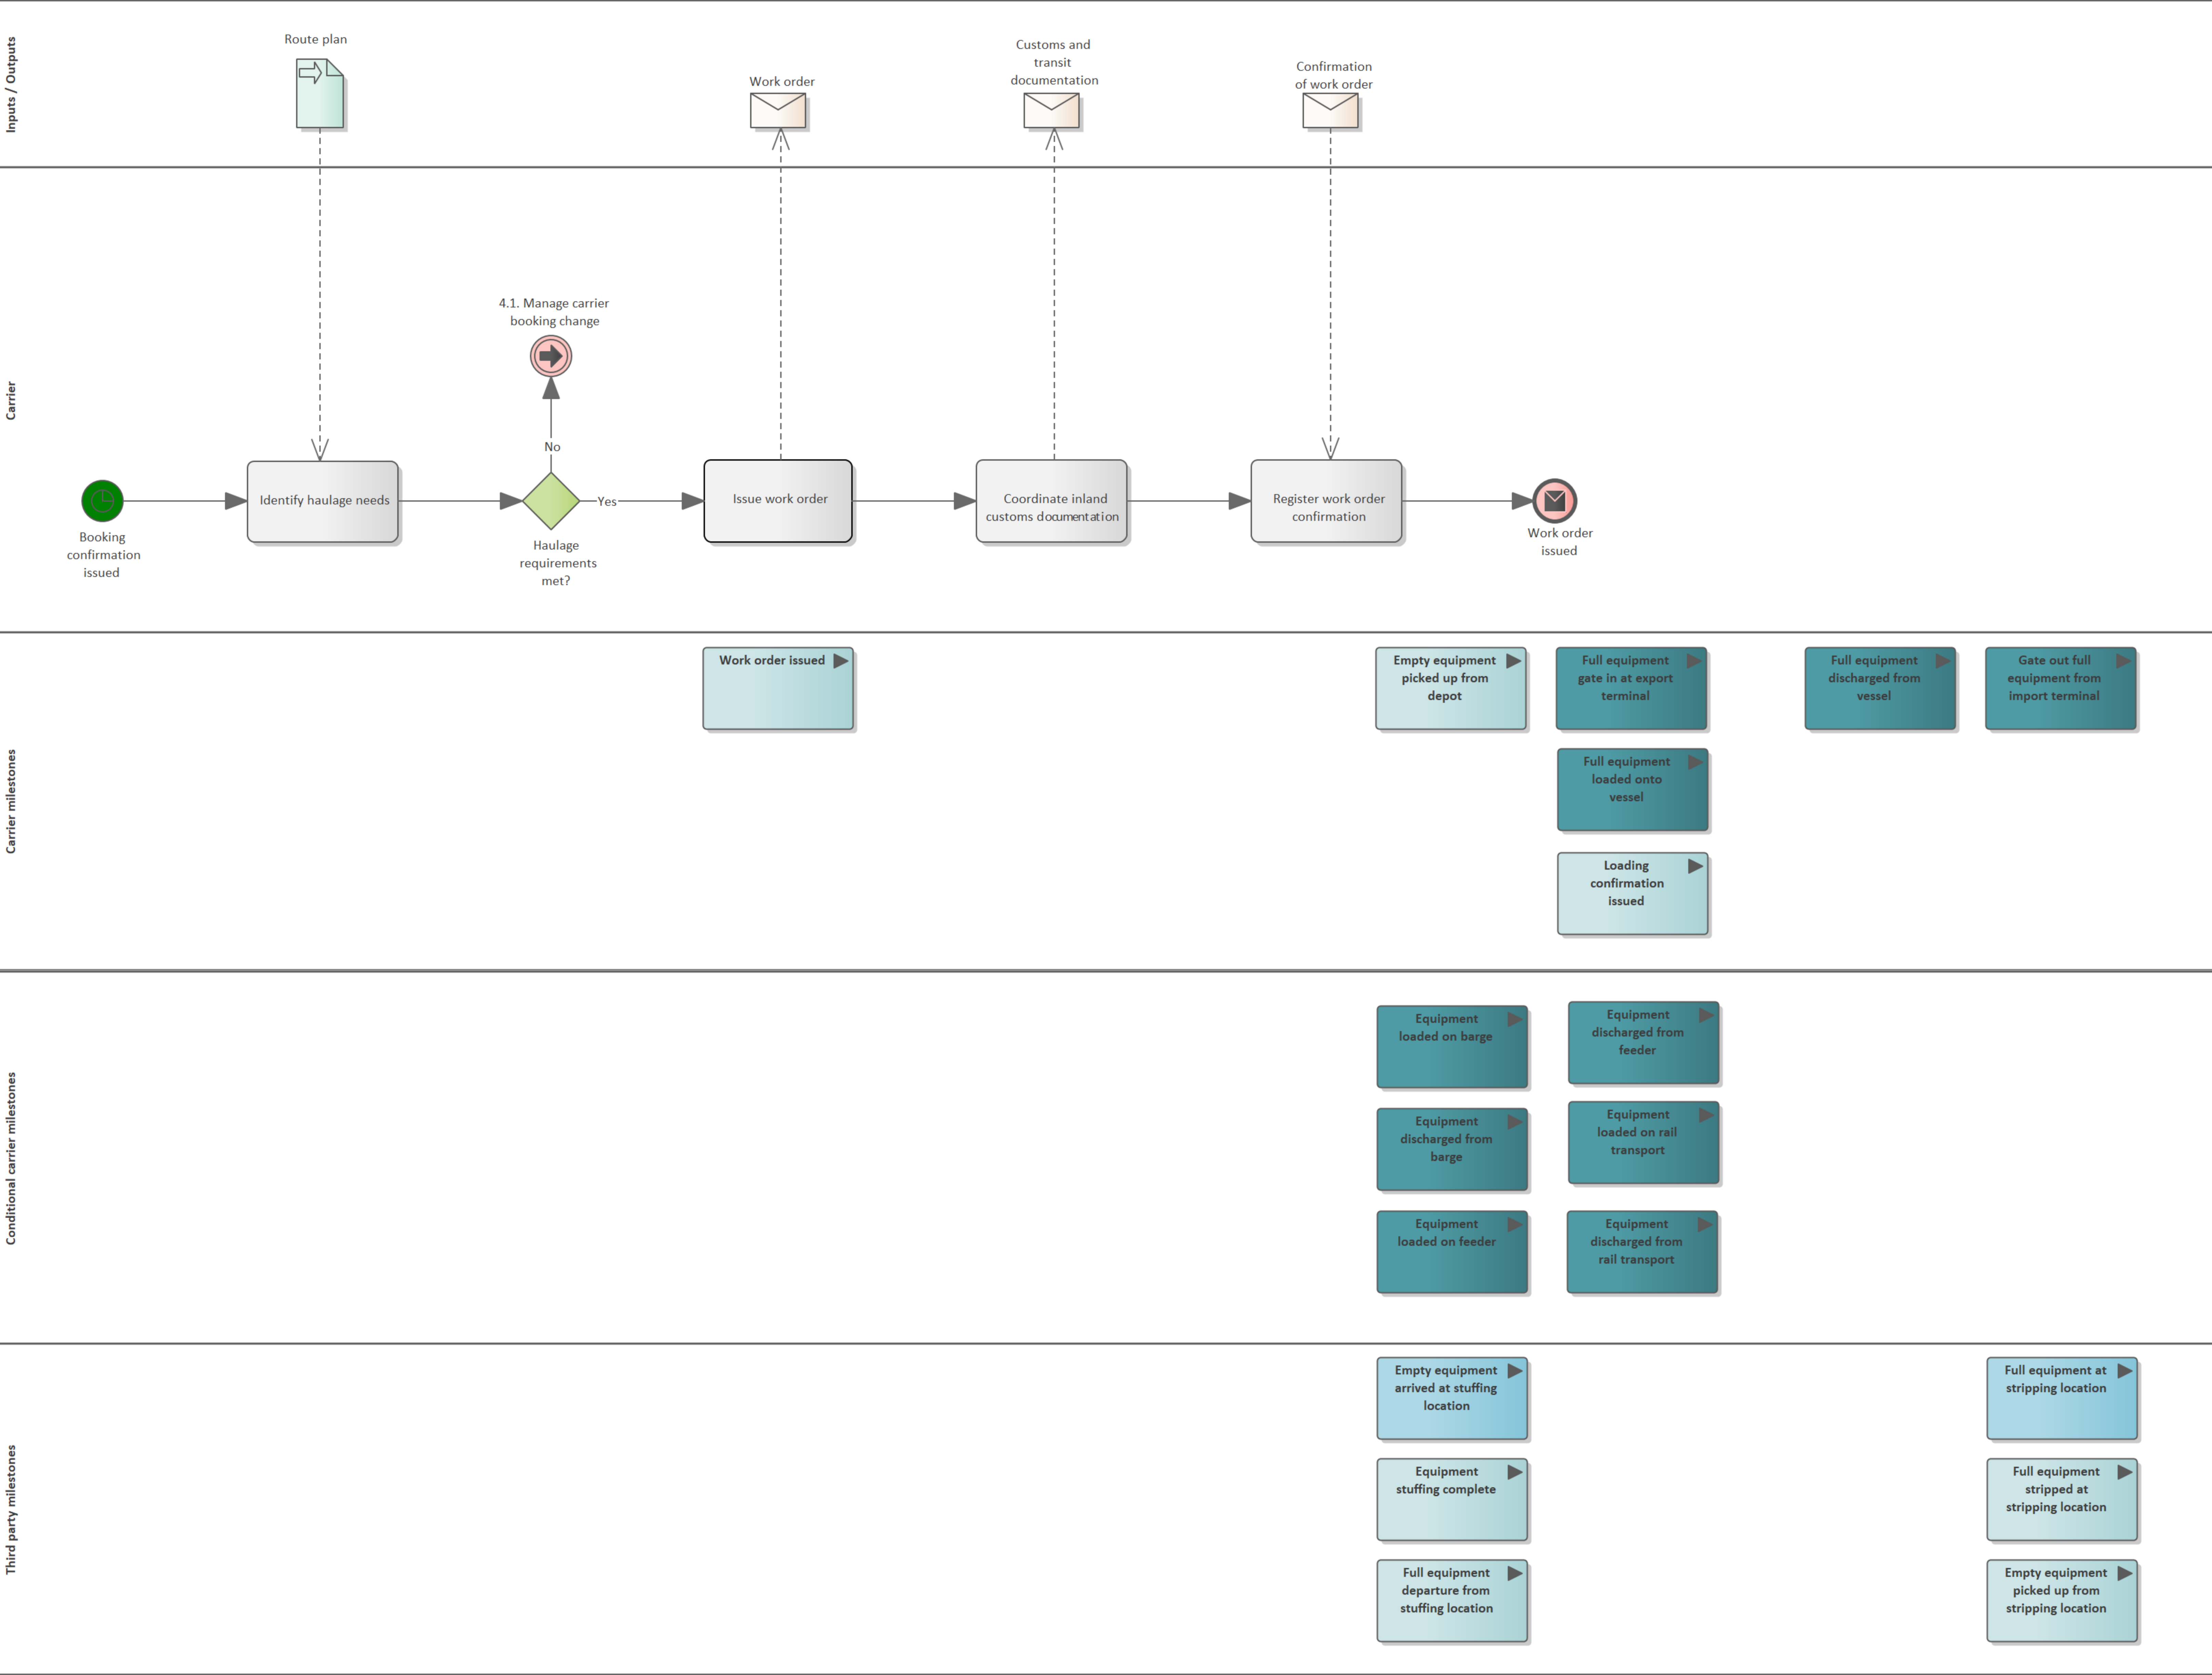 Inputs / Outputs
Route plan
Work order
Customs and
transit
documentation
Confirmation
of work order
Carrier
4.1. Manage carrier
booking change
No
Booking
confirmation
issued
Identify haulage needs
Haulage
requirements
met?
Yes
Issue work order
Coordinate inland
customs documentation
Register work order
confirmation
Work order
issued
Carrier milestones
Work order issued
Empty equipment
picked up from
depot
Full equipment
gate in at export
terminal
Full equipment
discharged from
vessel
Gate out full
equipment from
import terminal
Full equipment
loaded onto
vessel
Loading
confirmation
issued
Conditional carrier milestones
Equipment
loaded on barge
Equipment
discharged from
feeder
Equipment
discharged from
barge
Equipment
loaded on rail
transport
Equipment
loaded on feeder
Equipment
discharged from
rail transport
Third party milestones
Empty equipment
arrived at stuffing
location
Full equipment at
stripping location
Equipment
stuffing complete
Full equipment
stripped at
stripping location
Full equipment
departure from
stuffing location
Empty equipment
picked up from
stripping location